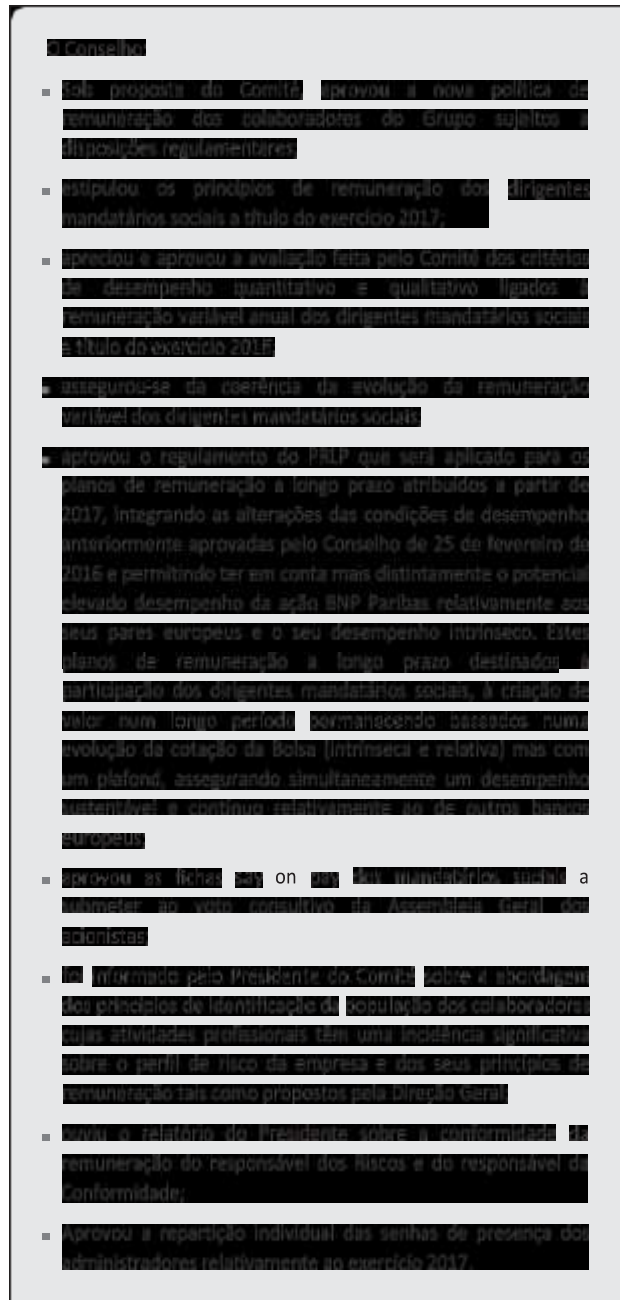 O Conselho:
▪ Sob proposta do Comité, aprovou a nova política de
remuneração dos colaboradores do Grupo sujeitos a
disposições regulamentares;
▪ estipulou os princípios de remuneração dos dirigentes
mandatários sociais a título do exercício 2017;
▪ apreciou e aprovou a avaliação feita pelo Comité dos critérios
de desempenho quantitativo e qualitativo ligados à
remuneração variável anual dos dirigentes mandatários sociais
a título do exercício 2016;
▪ assegurou-se da coerência da evolução da remuneração
variável dos dirigentes mandatários sociais;
▪ aprovou o regulamento do PRLP que será aplicado para os
planos de remuneração a longo prazo atribuídos a partir de
2017, integrando as alterações das condições de desempenho
anteriormente aprovadas pelo Conselho de 25 de fevereiro de
2016 e permitindo ter em conta mais distintamente o potencial
elevado desempenho da ação BNP Paribas relativamente aos
seus pares europeus e o seu desempenho intrínseco. Estes
planos de remuneração a longo prazo destinados à
participação dos dirigentes mandatários sociais, à criação de
valor num longo período permanecendo baseados numa
evolução da cotação da Bolsa (intrínseca e relativa) mas com
um plafond, assegurando simultaneamente um desempenho
sustentável e contínuo relativamente ao de outros bancos
europeus;
▪ aprovou as fichas say on pay dos mandatários sociais a
submeter ao voto consultivo da Assembleia Geral dos
acionistas;
▪ foi informado pelo Presidente do Comité sobre a abordagem
dos princípios de identificação da população dos colaboradores
cujas atividades profissionais têm uma incidência significativa
sobre o perfil de risco da empresa e dos seus princípios de
remuneração tais como propostos pela Direção Geral;
▪ ouviu o relatório do Presidente sobre a conformidade da
remuneração do responsável dos Riscos e do responsável da
Conformidade;
▪ Aprovou a repartição individual das senhas de presença dos
administradores relativamente ao exercício 2017.